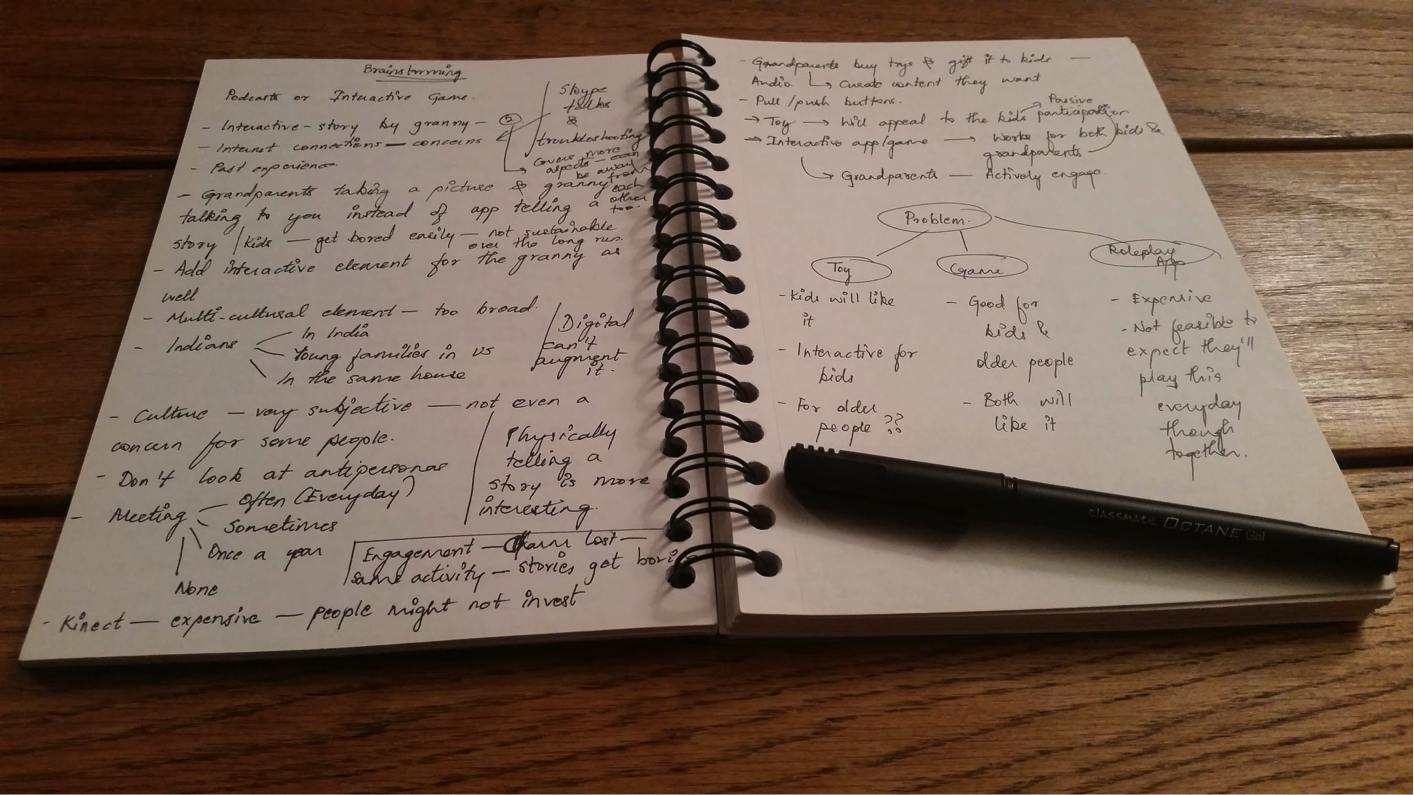 Brainstorming
Podcasts or Interactive Game.
- Interactive - story by granny -
- Internet connections - concerns
- Past experience
Skype
talks
&
troubleshooting
Covers more
aspects - can
be away
from
each
other
too.
- Grandparents taking a picture & granny
talking to you instead of app telling a
story / kids - get bored easily - not sustainable
over the long run.
- Add interactive element for the granny as
well
- Multi-cultural element - too broad.
- Indians
In India
Young families in US
In the same house
Digital
can't
augment
it.
- Culture - very subjective - not even a
concern for some people.
- Don't look at antipersonas
- Meeting
Often (Everyday)
Sometimes
Once a year
None
Physically
telling a
story is more
interesting.
Engagement - Charm lost -
same activity - stories get bori
- Kinect - expensive - people might not invest
- Grandparents buy toys & gift it to kids -
Audio. ↳ Curate content they want
- Pull/push buttons.
→ Toy → Will appeal to the kids
Passive
participation
→ Interactive app/game → Works for both kids &
grandparents
↳ Grandparents - Actively engage.
Problem.
Toy
- Kids will like
it
- Interactive for
kids
- For older
people ??
Game
- Good for
kids &
older people
- Both will
like it
Roleplay
App
- Expensive
- Not feasible to
expect they'll
play this
everyday
though
together.
classmate OCTANE Gel